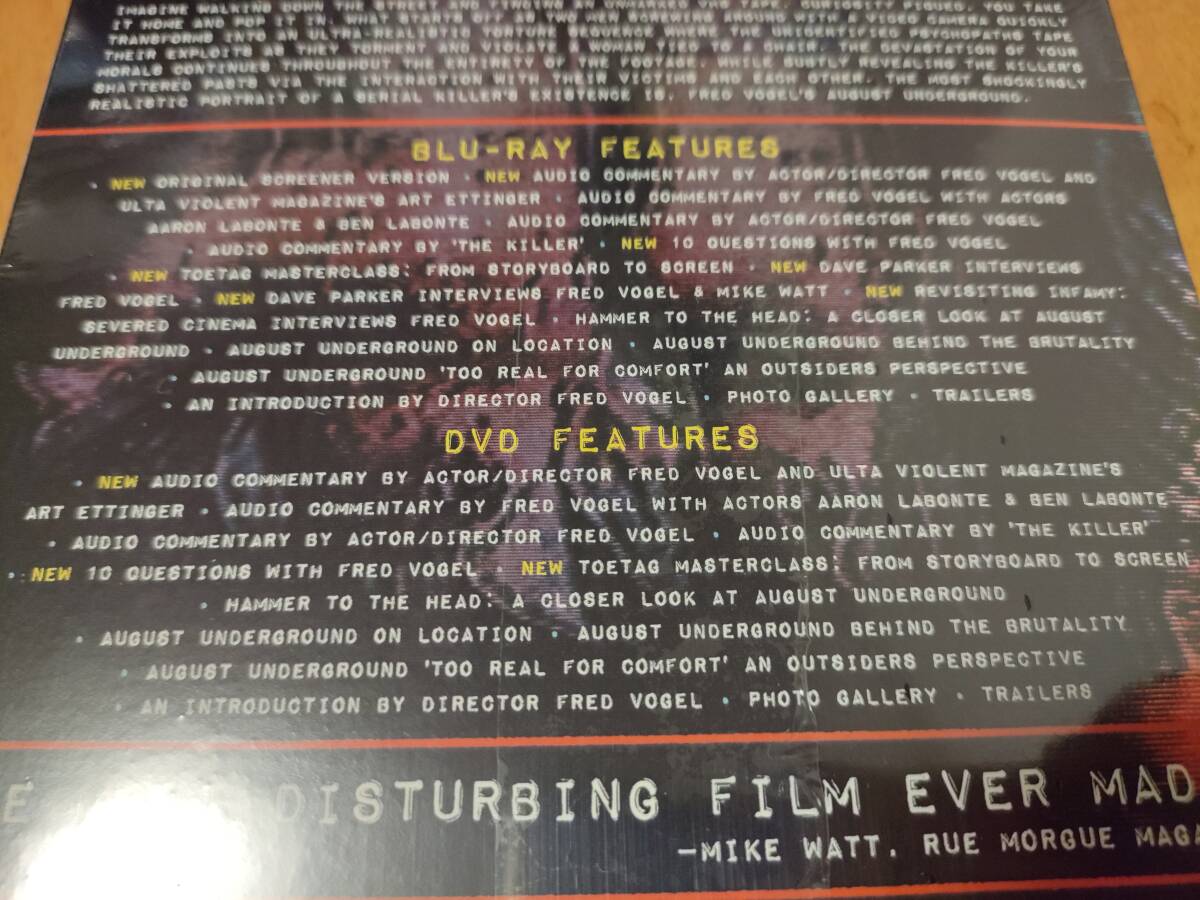 IMAGINE WALKING DOWN THE STREET AND FINDING AN UNMARKED VHS TAPE. CURIOSITY PIQUED, YOU TAKE
IT HOME AND POP IT IN. WHAT STARTS OFF AS TWO MEN SCREWING AROUND WITH A VIDEO CAMERA QUICKLY
TRANSFORMS INTO AN ULTRA-REALISTIC TORTURE SEQUENCE WHERE THE UNIDENTIFIED PSYCHOPATHS TAPE
THEIR EXPLOITS AS THEY TORMENT AND VIOLATE A WOMAN TIED TO A CHAIR. THE DEVASTATION OF YOUR
MORALS CONTINUES THROUGHOUT THE ENTIRETY OF THE FOOTAGE, WHILE SUBTLY REVEALING THE KILLER'S
SHATTERED PASTS VIA THE INTERACTION WITH THEIR VICTIMS AND EACH OTHER. THE MOST SHOCKINGLY
REALISTIC PORTRAIT OF A SERIAL KILLER'S EXISTENCE IS, FRED VOGEL'S AUGUST UNDERGROUND.
BLU-RAY FEATURES
• NEW ORIGINAL SCREENER VERSION • NEW AUDIO COMMENTARY BY ACTOR/DIRECTOR FRED VOGEL AND
ULTA VIOLENT MAGAZINE'S ART ETTINGER • AUDIO COMMENTARY BY FRED VOGEL WITH ACTORS
AARON LABONTE & BEN LABONTE • AUDIO COMMENTARY BY ACTOR/DIRECTOR FRED VOGEL
• AUDIO COMMENTARY BY 'THE KILLER' • NEW 10 QUESTIONS WITH FRED VOGEL
• NEW TOETAG MASTERCLASS: FROM STORYBOARD TO SCREEN • NEW DAVE PARKER INTERVIEWS
FRED VOGEL • NEW DAVE PARKER INTERVIEWS FRED VOGEL & MIKE WATT • NEW REVISITING INFAMY:
SEVERED CINEMA INTERVIEWS FRED VOGEL • HAMMER TO THE HEAD: A CLOSER LOOK AT AUGUST
UNDERGROUND • AUGUST UNDERGROUND ON LOCATION • AUGUST UNDERGROUND BEHIND THE BRUTALITY
• AUGUST UNDERGROUND 'TOO REAL FOR COMFORT' AN OUTSIDERS PERSPECTIVE
• AN INTRODUCTION BY DIRECTOR FRED VOGEL • PHOTO GALLERY • TRAILERS
DVD FEATURES
• NEW AUDIO COMMENTARY BY ACTOR/DIRECTOR FRED VOGEL AND ULTA VIOLENT MAGAZINE'S
ART ETTINGER • AUDIO COMMENTARY BY FRED VOGEL WITH ACTORS AARON LABONTE & BEN LABONTE
• AUDIO COMMENTARY BY ACTOR/DIRECTOR FRED VOGEL • AUDIO COMMENTARY BY 'THE KILLER'
• NEW 10 QUESTIONS WITH FRED VOGEL • NEW TOETAG MASTERCLASS: FROM STORYBOARD TO SCREEN
• HAMMER TO THE HEAD: A CLOSER LOOK AT AUGUST UNDERGROUND
• AUGUST UNDERGROUND ON LOCATION • AUGUST UNDERGROUND BEHIND THE BRUTALITY
• AUGUST UNDERGROUND 'TOO REAL FOR COMFORT' AN OUTSIDERS PERSPECTIVE
• AN INTRODUCTION BY DIRECTOR FRED VOGEL • PHOTO GALLERY • TRAILERS
DISTURBING FILM EVER MAD
—MIKE WATT, RUE MORGUE MAGA